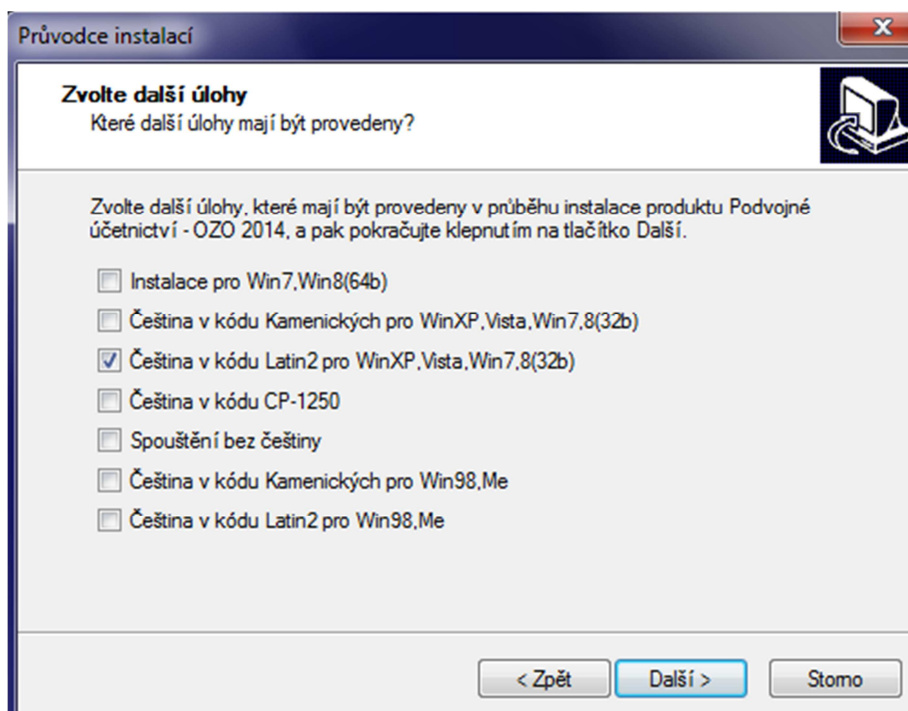 Průvodce instalací
Zvolte další úlohy
Které další úlohy mají být provedeny?
Zvolte další úlohy, které mají být provedeny v průběhu instalace produktu Podvojné
účetnictví - OZO 2014, a pak pokračujte klepnutím na tlačítko Další.
Instalace pro Win7,Win8(64b)
Čeština v kódu Kamenických pro WinXP,Vista,Win7,8(32b)
Čeština v kódu Latin2 pro WinXP,Vista,Win7,8(32b)
Čeština v kódu CP-1250
Spouštění bez češtiny
Čeština v kódu Kamenických pro Win98,Me
Čeština v kódu Latin2 pro Win98,Me
< Zpět Další > Storno